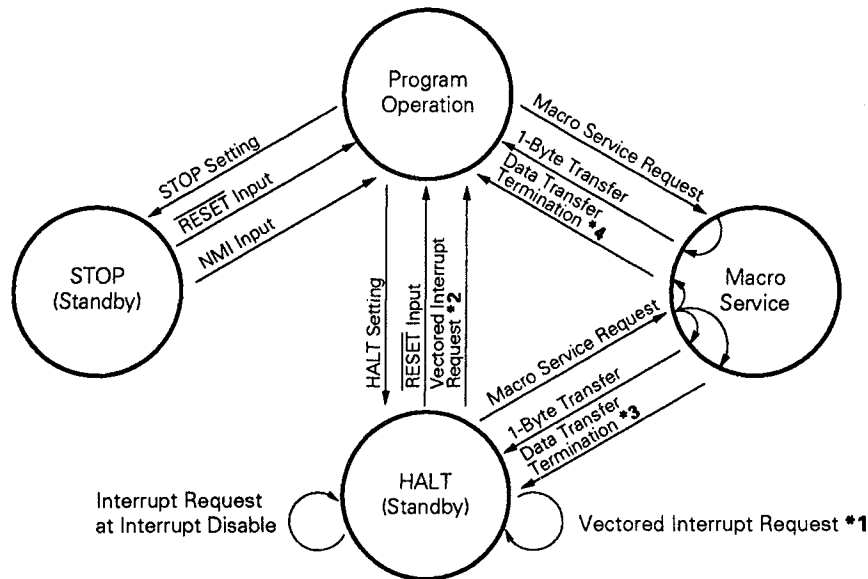 Program
Operation
STOP Setting
RESET Input
NMI Input
Macro Service Request
1-Byte Transfer
Data Transfer
Termination *4
STOP
(Standby)
Macro
Service
HALT Setting
RESET Input
Vectored Interrupt
Request *2
Macro Service Request
1-Byte Transfer
Data Transfer
Termination *3
HALT
(Standby)
Interrupt Request
at Interrupt Disable
Vectored Interrupt Request *1